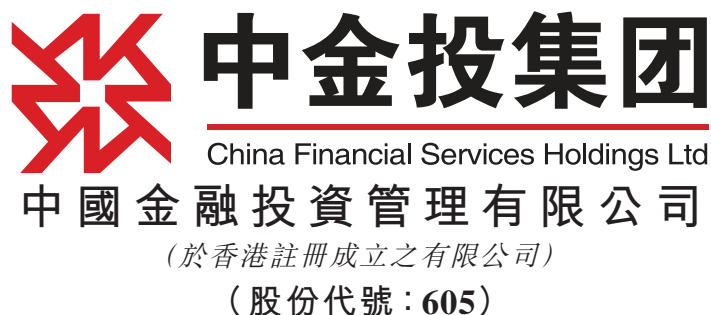 中金投集团
China Financial Services Holdings Ltd
中國金融投資管理有限公司
(於香港註冊成立之有限公司)
(股份代號:605)